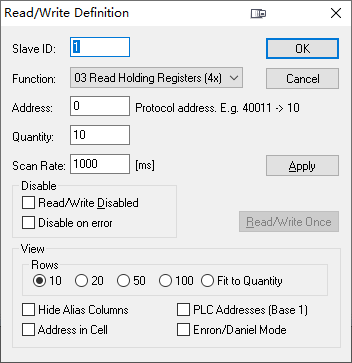 Read/Write Definition
Slave ID: 1 OK
Function: 03 Read Holding Registers (4x) Cancel
Address: 0 Protocol address. E.g. 40011 -> 10
Quantity: 10
Scan Rate: 1000 [ms] Apply
Disable
Read/Write Disabled
Disable on error
Read/Write Once
View
Rows
10 20 50 100 Fit to Quantity
Hide Alias Columns PLC Addresses (Base 1)
Address in Cell Enron/Daniel Mode